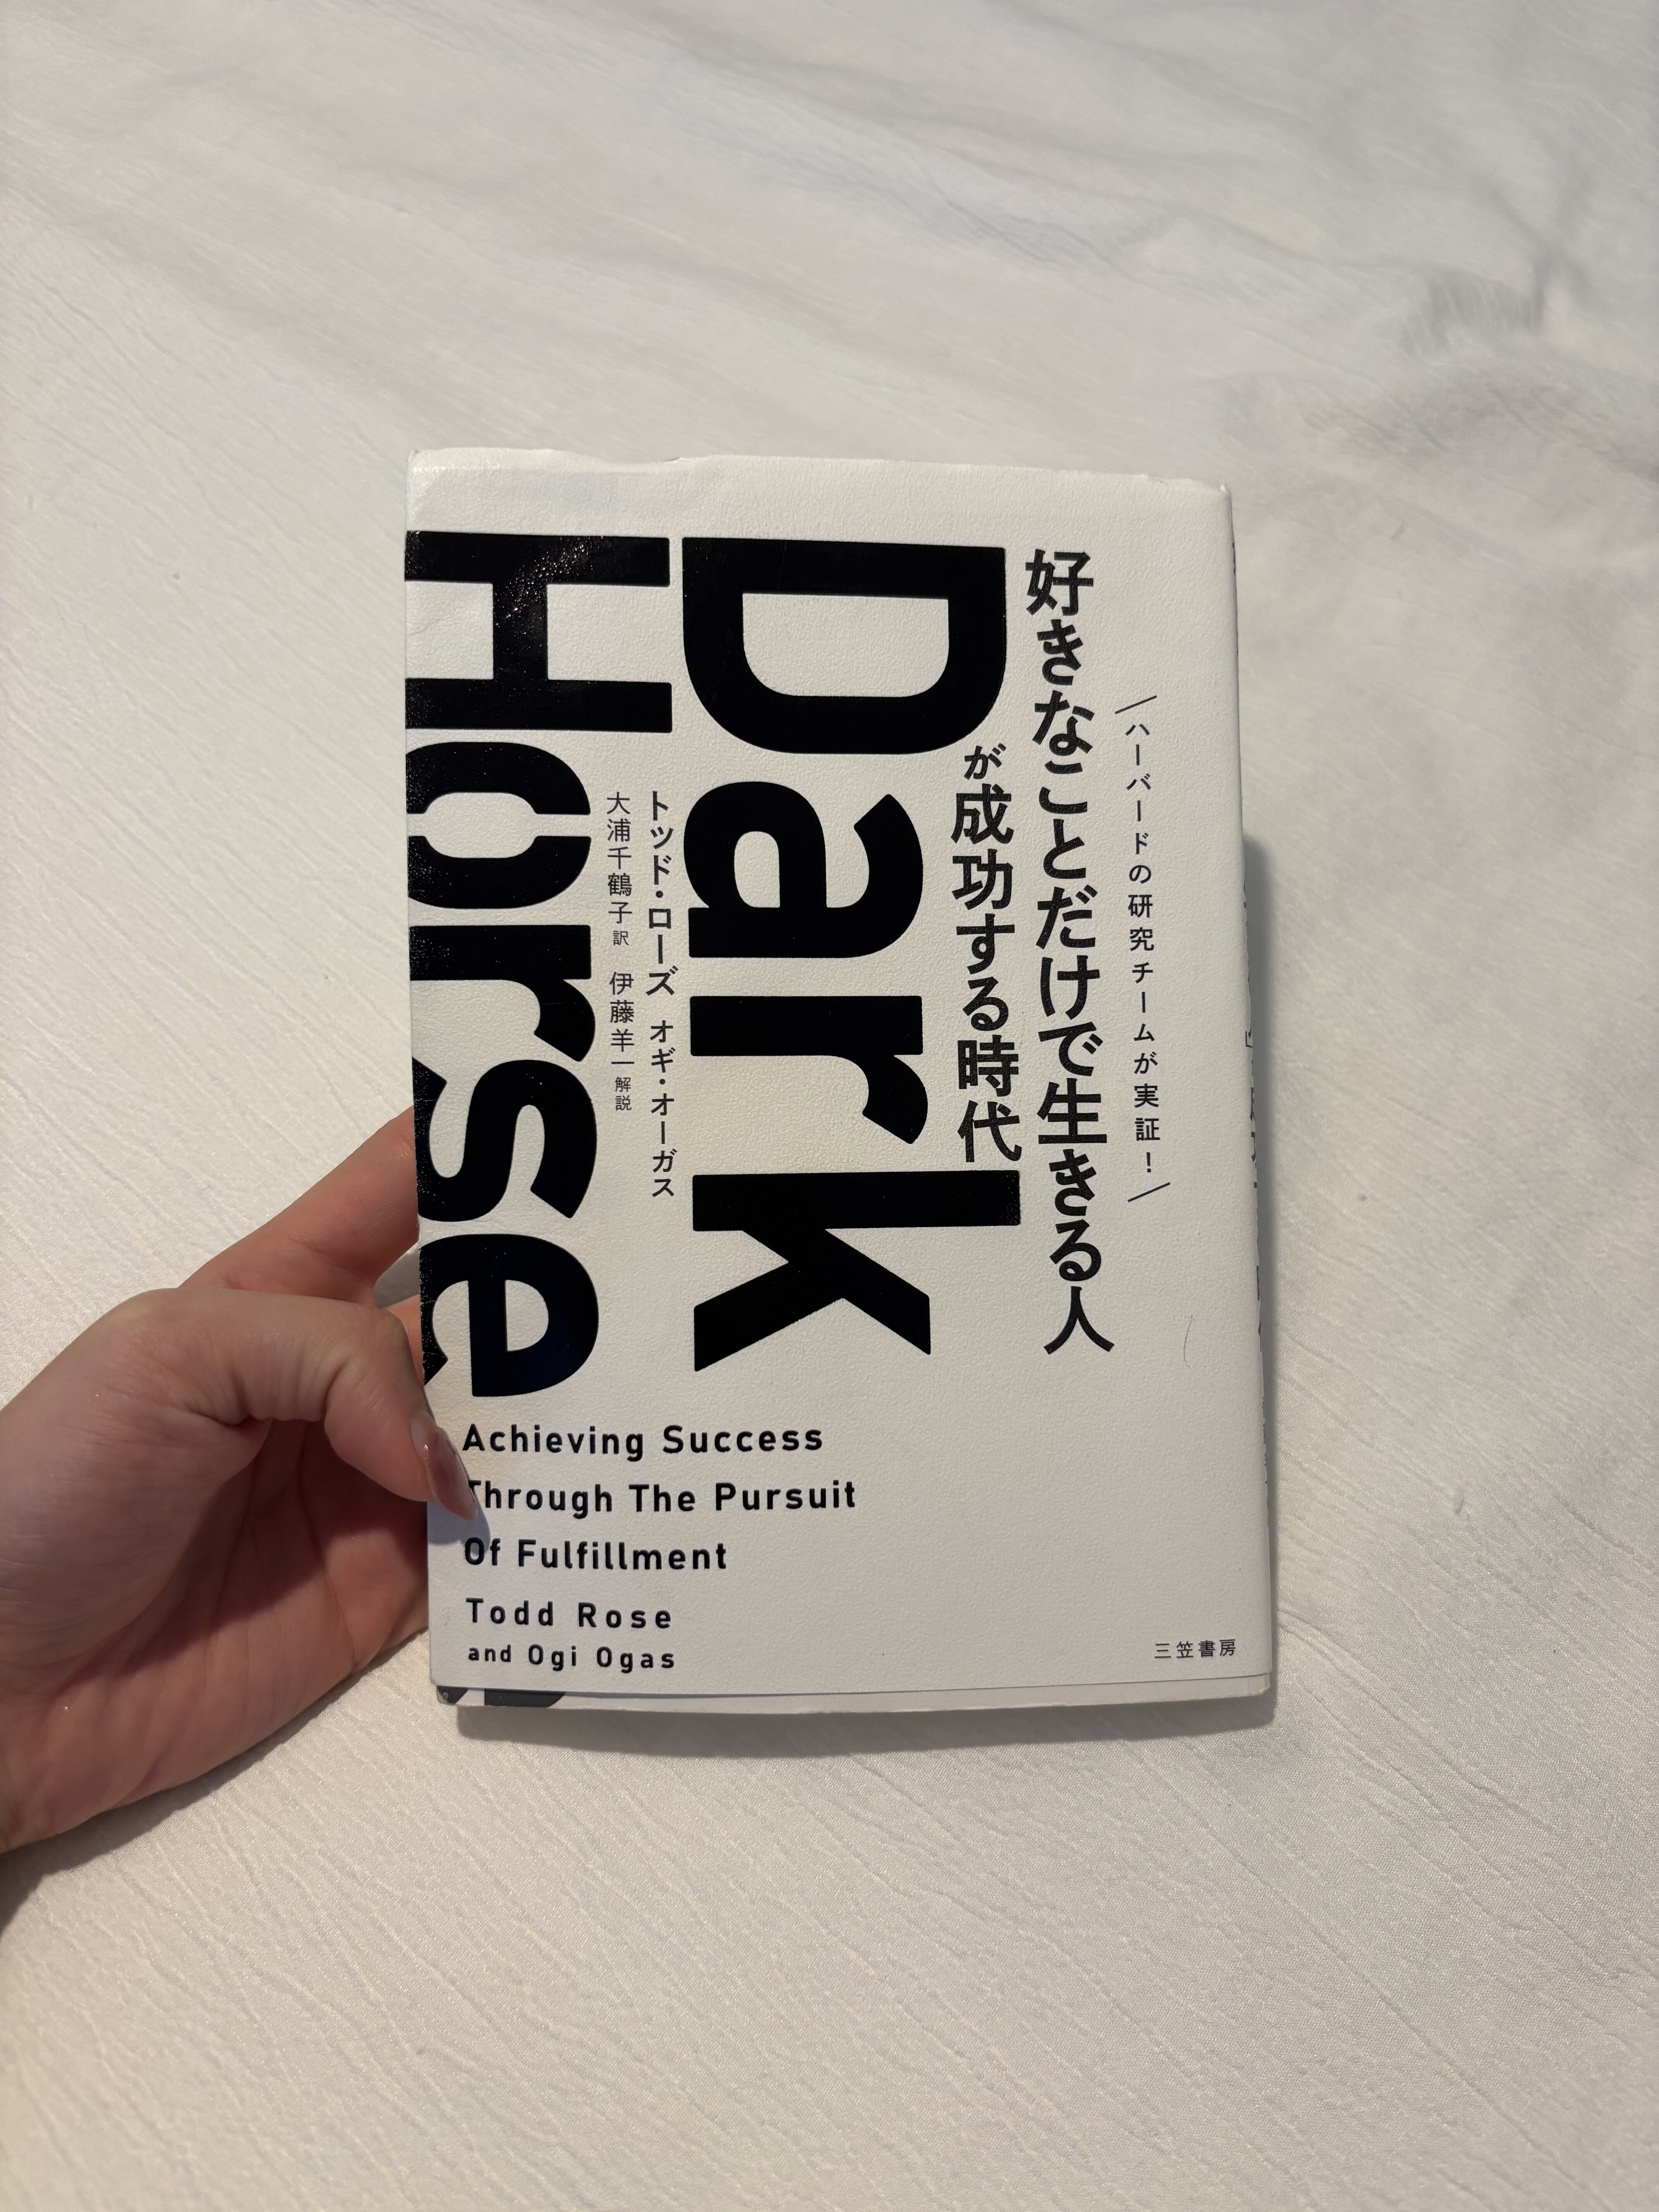 ハーバードの研究チームが実証!
好きなことだけで生きる人
が成功する時代
Dark
Horse
トッド・ローズ オギ・オーガス
大浦千鶴子 訳 伊藤羊一 解説
Achieving Success
Through The Pursuit
Of Fulfillment
Todd Rose
and Ogi Ogas
三笠書房